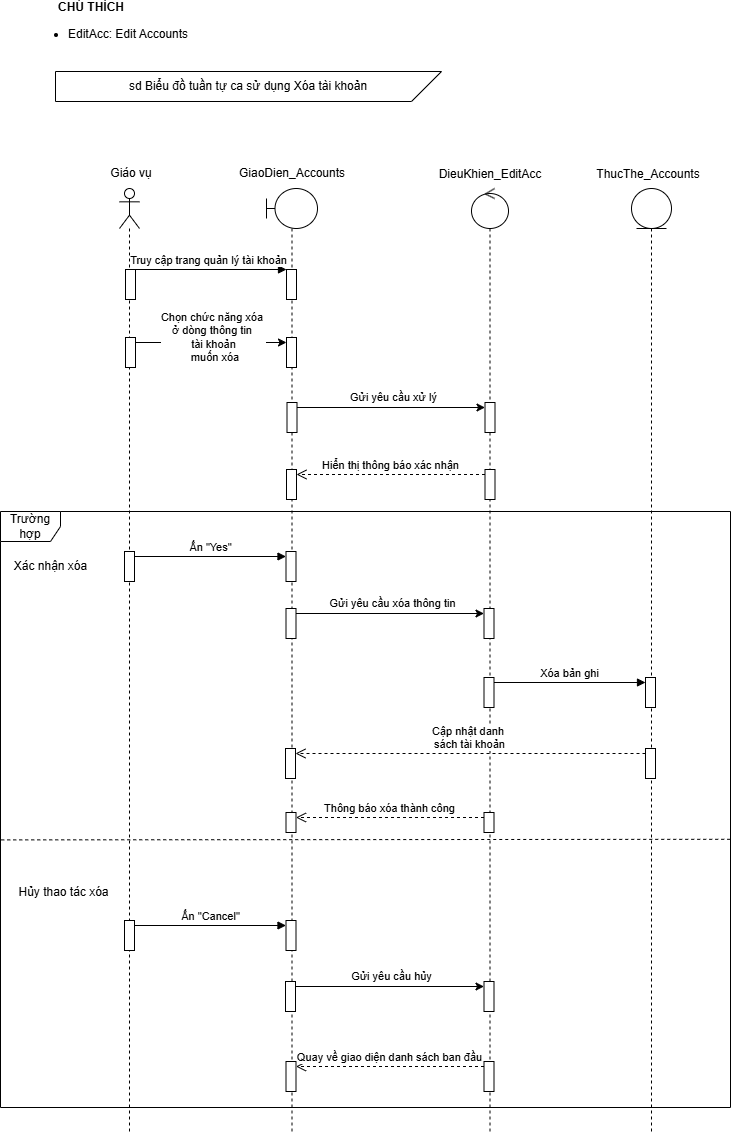 CHÚ THÍCH
EditAcc: Edit Accounts
sd Biểu đồ tuần tự ca sử dụng Xóa tài khoản
Giáo vụ
GiaoDien_Accounts
DieuKhien_EditAcc
ThucThe_Accounts
Truy cập trang quản lý tài khoản
Chọn chức năng xóa
ở dòng thông tin
tài khoản
muốn xóa
Gửi yêu cầu xử lý
Hiển thị thông báo xác nhận
Trường
hợp
Xác nhận xóa
Ấn "Yes"
Gửi yêu cầu xóa thông tin
Xóa bản ghi
Cập nhật danh
sách tài khoản
Thông báo xóa thành công
Hủy thao tác xóa
Ấn "Cancel"
Gửi yêu cầu hủy
Quay về giao diện danh sách ban đầu